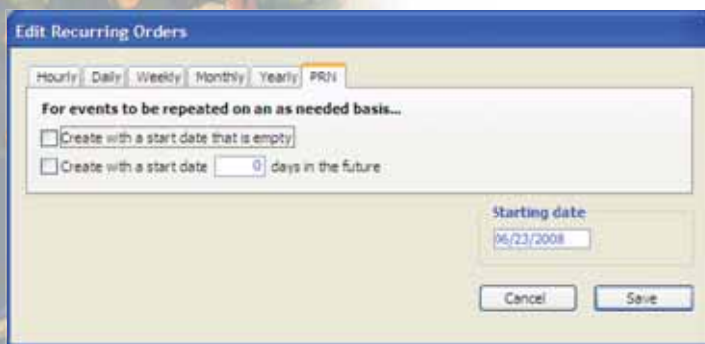 Edit Recurring Orders
Hourly Daily Weekly Monthly Yearly PRN
For events to be repeated on an as needed basis...
Create with a start date that is empty
Create with a start date 0 days in the future
Starting date
06/23/2008
Cancel Save